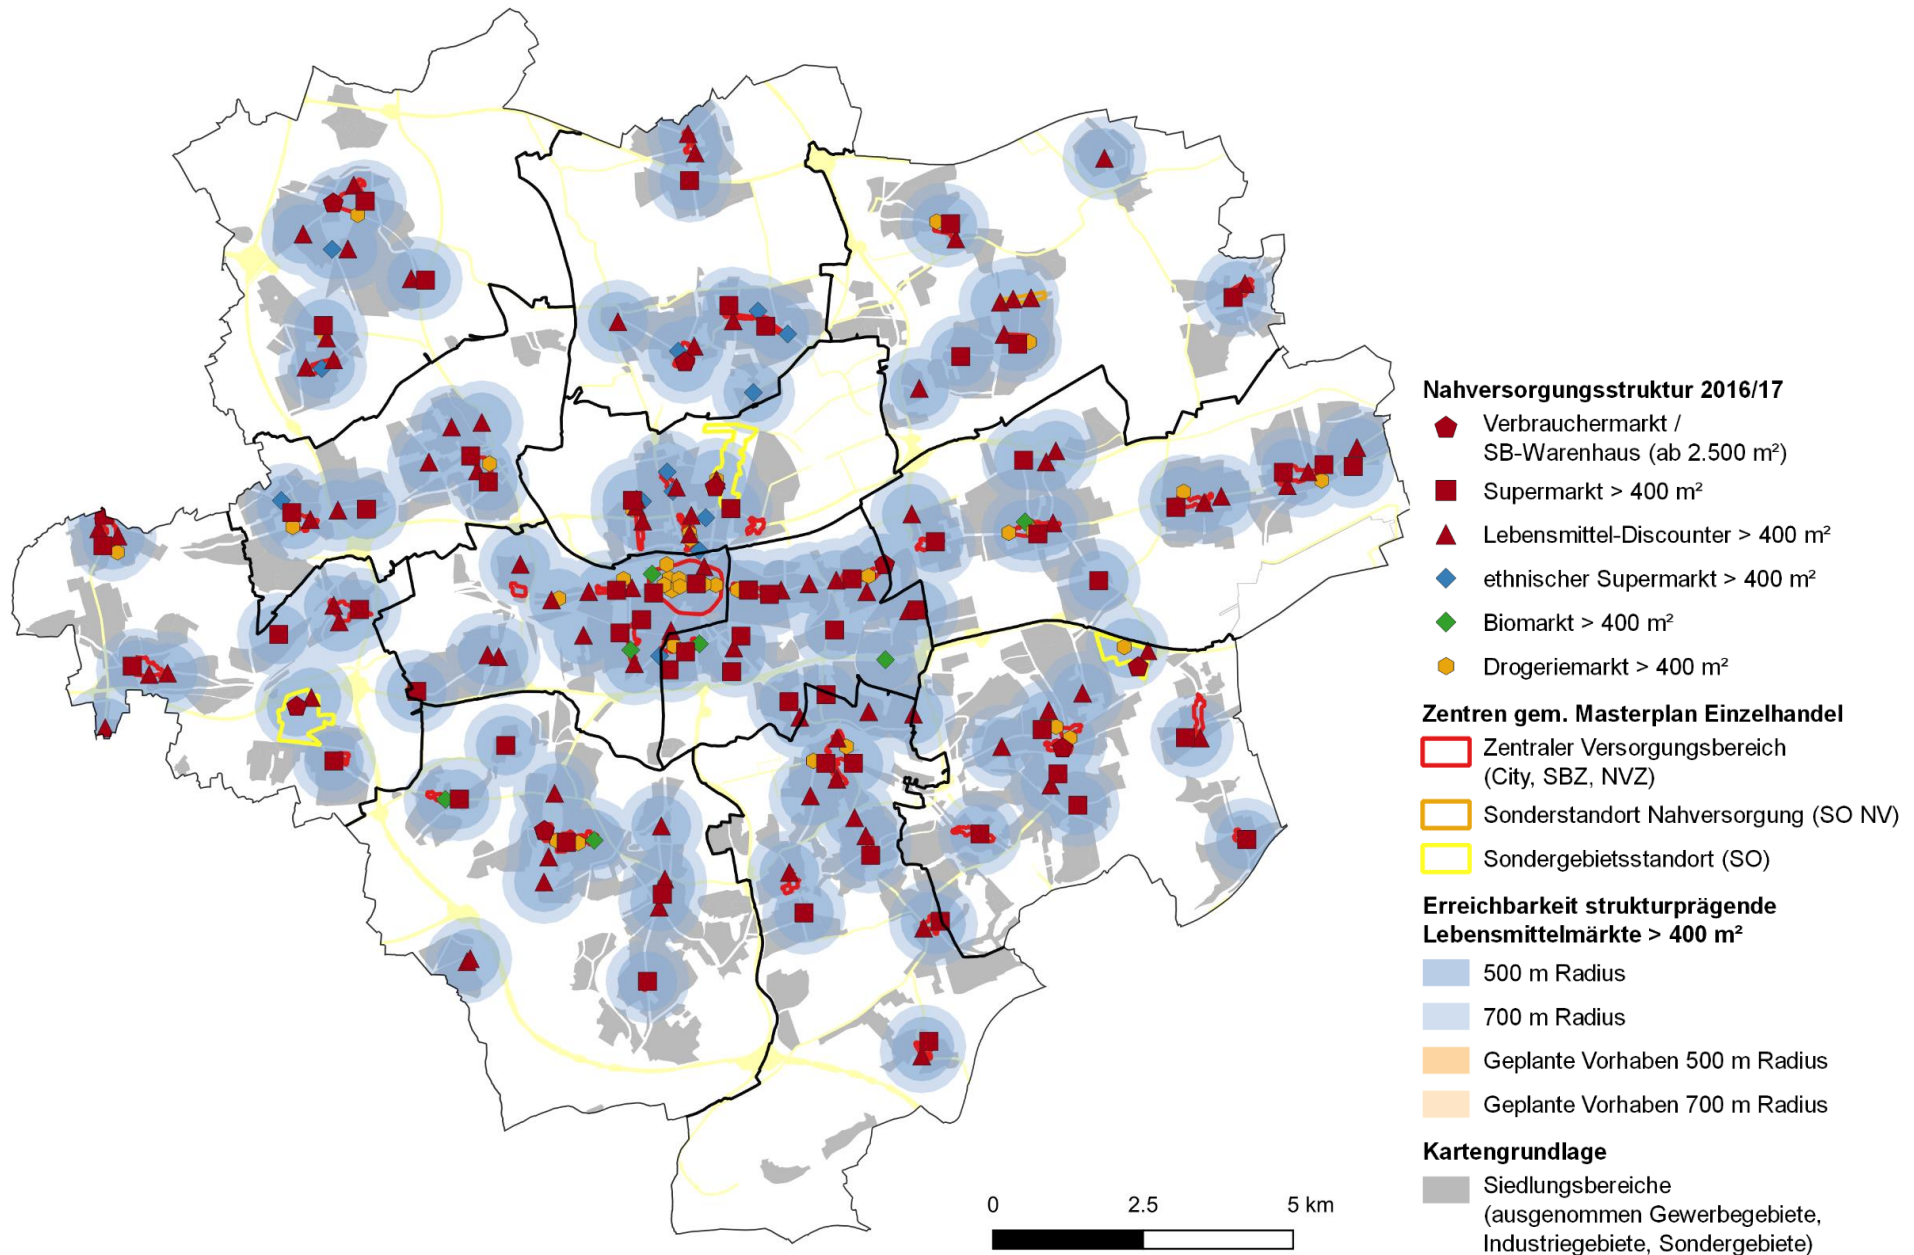 Nahversorgungsstruktur 2016/17
Verbrauchermarkt /
SB-Warenhaus (ab 2.500 m²)
Supermarkt > 400 m²
Lebensmittel-Discounter > 400 m²
ethnischer Supermarkt > 400 m²
Biomarkt > 400 m²
Drogeriemarkt > 400 m²
Zentren gem. Masterplan Einzelhandel
Zentraler Versorgungsbereich
(City, SBZ, NVZ)
Sonderstandort Nahversorgung (SO NV)
Sondergebietsstandort (SO)
Erreichbarkeit strukturprägende
Lebensmittelmärkte > 400 m²
500 m Radius
700 m Radius
Geplante Vorhaben 500 m Radius
Geplante Vorhaben 700 m Radius
Kartengrundlage
Siedlungsbereiche
(ausgenommen Gewerbegebiete,
Industriegebiete, Sondergebiete)
0 2.5 5 km